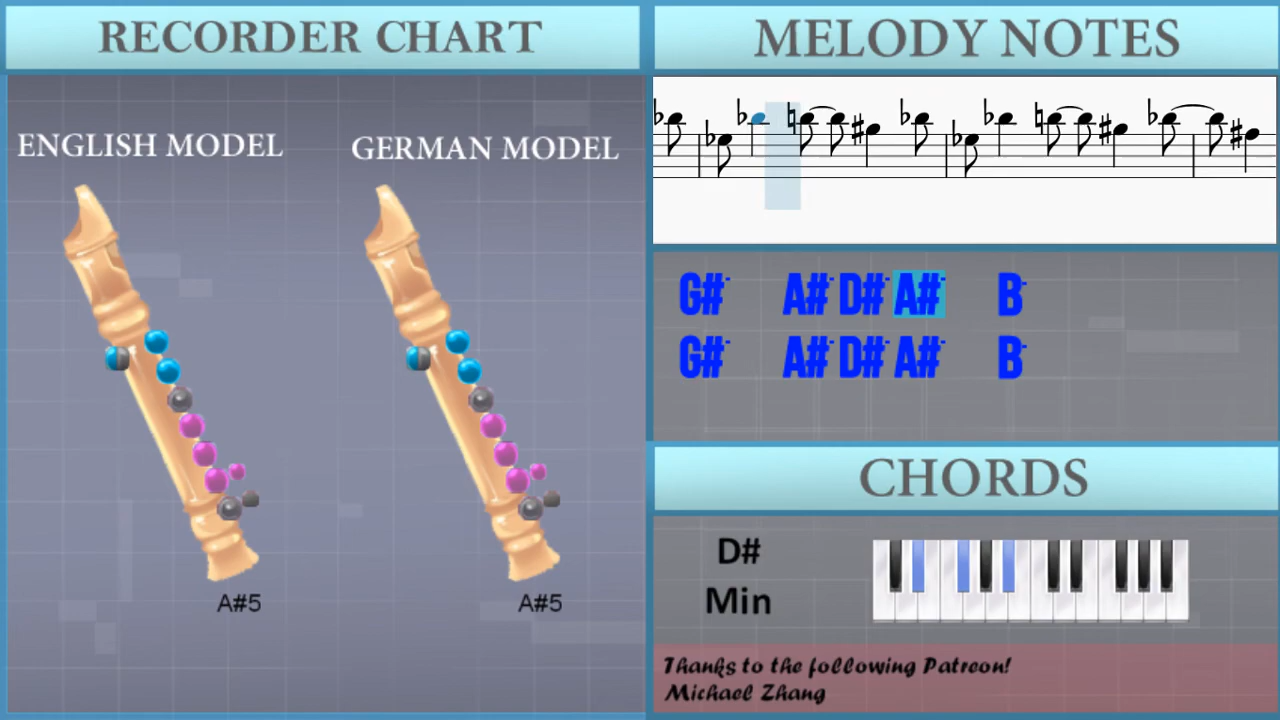 RECORDER CHART
ENGLISH MODEL
GERMAN MODEL
A#5
A#5
MELODY NOTES
G#- A#- D#- A#- B-
G#- A#- D#- A#- B-
CHORDS
D#
Min
Thanks to the following Patreon!
Michael Zhang